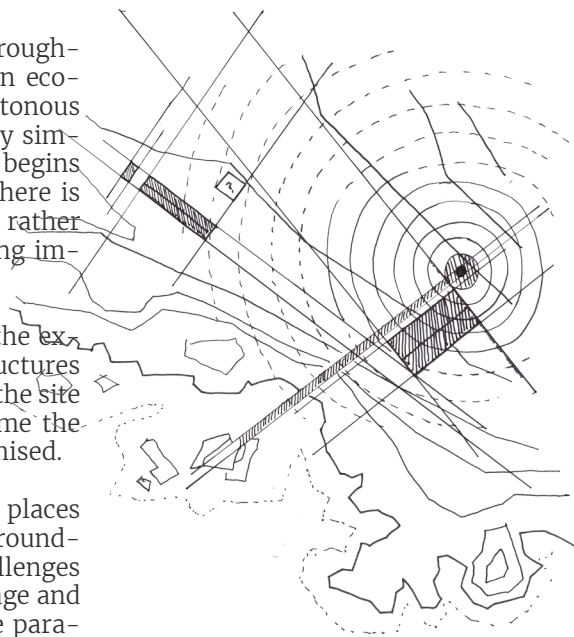 rough-
n eco-
tonous
y sim-
begins
here is
rather
ng im-
the ex-
uctures
the site
me the
nised.
places
round-
llenges
nge and
e para-
P.